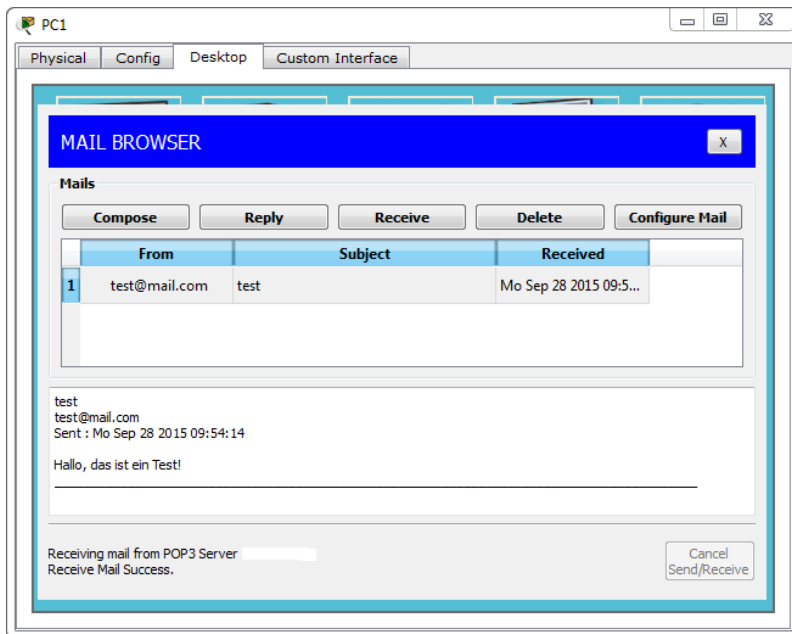 PC1
Physical Config Desktop Custom Interface
MAIL BROWSER X
Mails
Compose Reply Receive Delete Configure Mail
From Subject Received
1 test@mail.com test Mo Sep 28 2015 09:5...
test
test@mail.com
Sent : Mo Sep 28 2015 09:54:14
Hallo, das ist ein Test!
Receiving mail from POP3 Server
Receive Mail Success.
Cancel
Send/Receive